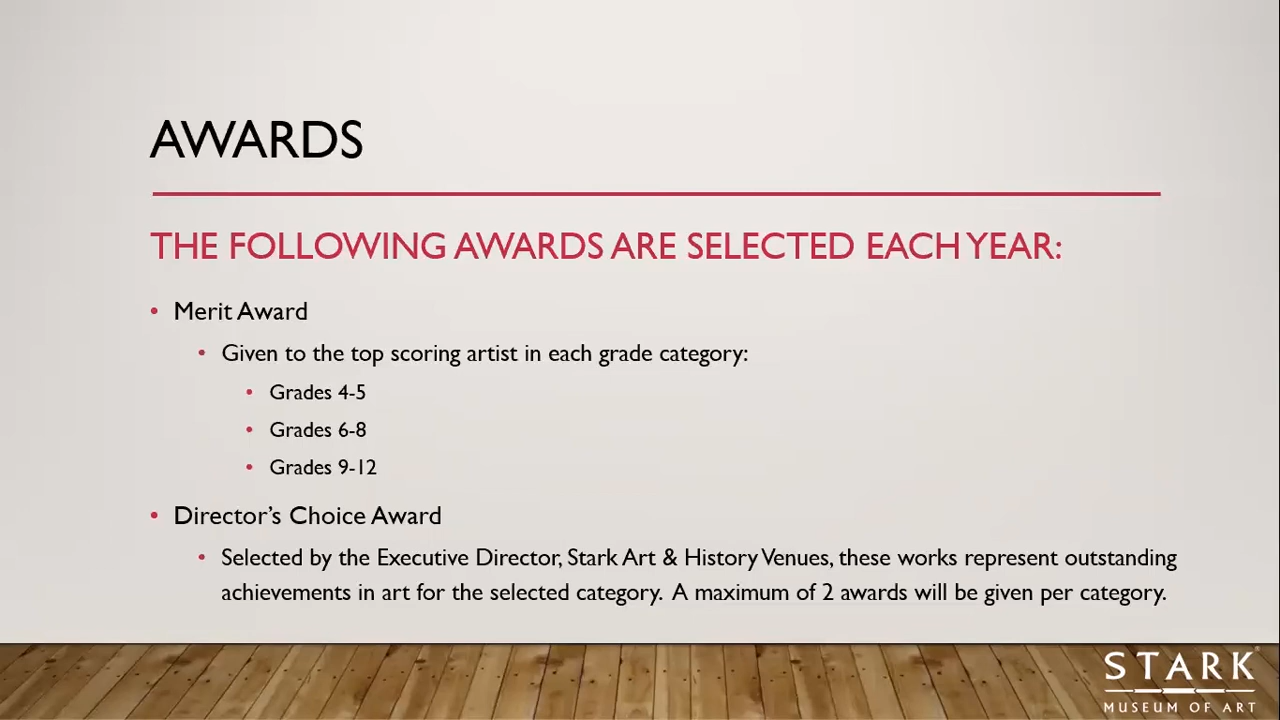 AWARDS
THE FOLLOWING AWARDS ARE SELECTED EACH YEAR:
• Merit Award
• Given to the top scoring artist in each grade category:
• Grades 4-5
• Grades 6-8
• Grades 9-12
• Director’s Choice Award
• Selected by the Executive Director, Stark Art & History Venues, these works represent outstanding
achievements in art for the selected category. A maximum of 2 awards will be given per category.
STARK
MUSEUM OF ART